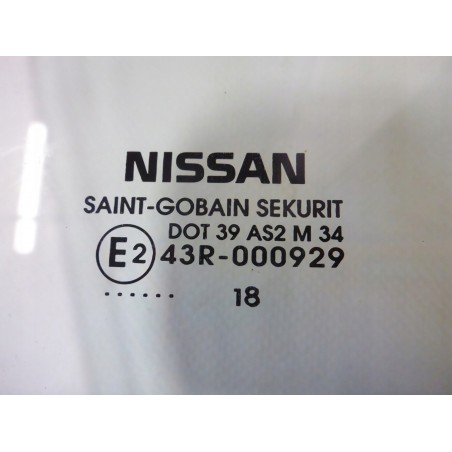 NISSAN
SAINT-GOBAIN SEKURIT
DOT 39 AS2 M 34
E2 43R-000929
...... 18